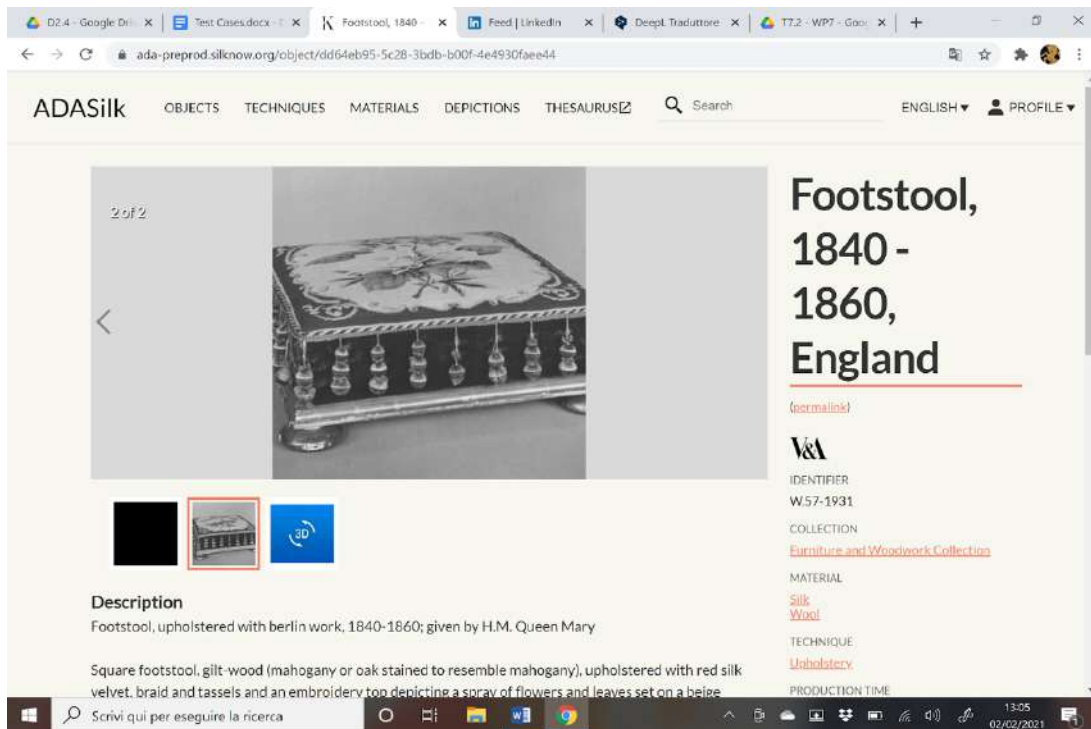 D2.4 - Google Dri
Test Cases.docx - 
Footstool, 1840 -
Feed | LinkedIn
DeepL Traduttore
T7.2 - WP7 - Goo
ada-preprod.silknow.org/object/dd64eb95-5c28-3bdb-b00f-4e4930faee44
ADASilk OBJECTS TECHNIQUES MATERIALS DEPICTIONS THESAURUS Search ENGLISH PROFILE
2 of 2
3D
Footstool,
1840 -
1860,
England
(permalink)
V&A
IDENTIFIER
W.57-1931
COLLECTION
Furniture and Woodwork Collection
MATERIAL
Silk
Wool
TECHNIQUE
Upholstery
PRODUCTION TIME
Description
Footstool, upholstered with berlin work, 1840-1860; given by H.M. Queen Mary
Square footstool, gilt-wood (mahogany or oak stained to resemble mahogany), upholstered with red silk
velvet, braid and tassels and an embroidery top depicting a spray of flowers and leaves set on a beige
Scrivi qui per eseguire la ricerca
13:05
02/02/2021